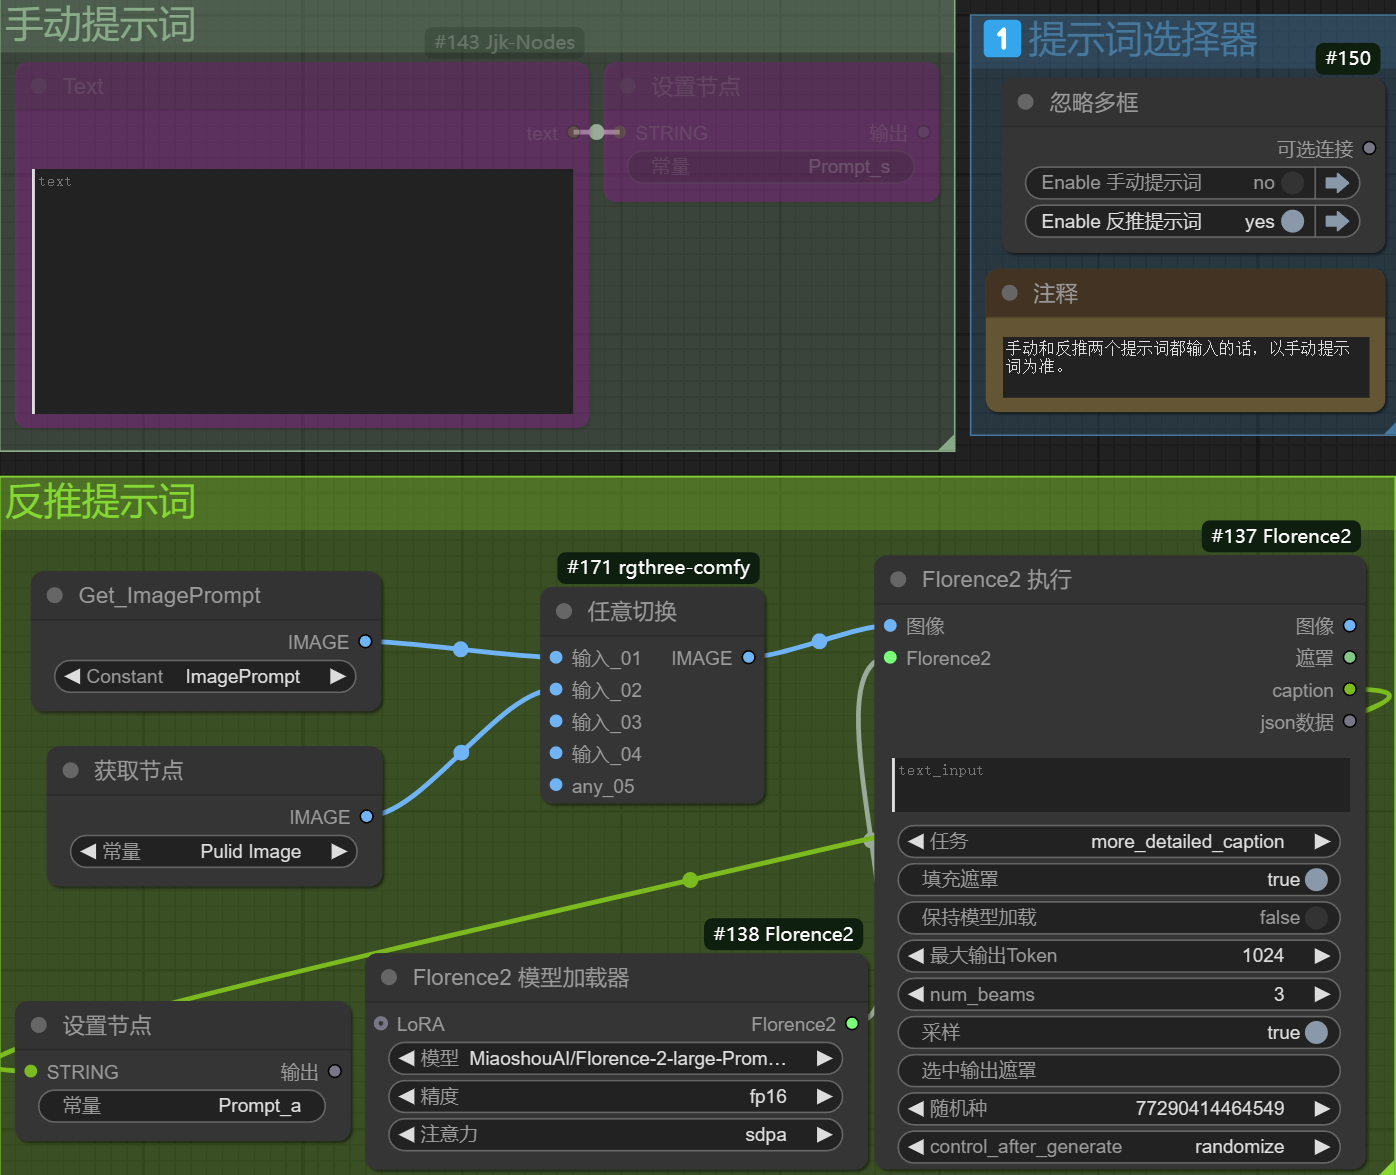 手动提示词
#143 Jjk-Nodes
Text
text
text
设置节点
STRING 输出
常量 Prompt_s
1 提示词选择器
#150
忽略多框
可选连接
Enable 手动提示词 no
Enable 反推提示词 yes
注释
手动和反推两个提示词都输入的话，以手动提示
词为准。
反推提示词
Get_ImagePrompt
IMAGE
Constant ImagePrompt
获取节点
IMAGE
常量 Pulid Image
#171 rgthree-comfy
任意切换
输入_01 IMAGE
输入_02
输入_03
输入_04
any_05
#137 Florence2
Florence2 执行
图像 图像
Florence2 遮罩
caption
json数据
text_input
任务 more_detailed_caption
填充遮罩 true
保持模型加载 false
最大输出Token 1024
num_beams 3
采样 true
选中输出遮罩
随机种 77290414464549
control_after_generate randomize
#138 Florence2
Florence2 模型加载器
LoRA Florence2
模型 MiaoshouAI/Florence-2-large-Prom...
精度 fp16
注意力 sdpa
设置节点
STRING 输出
常量 Prompt_a